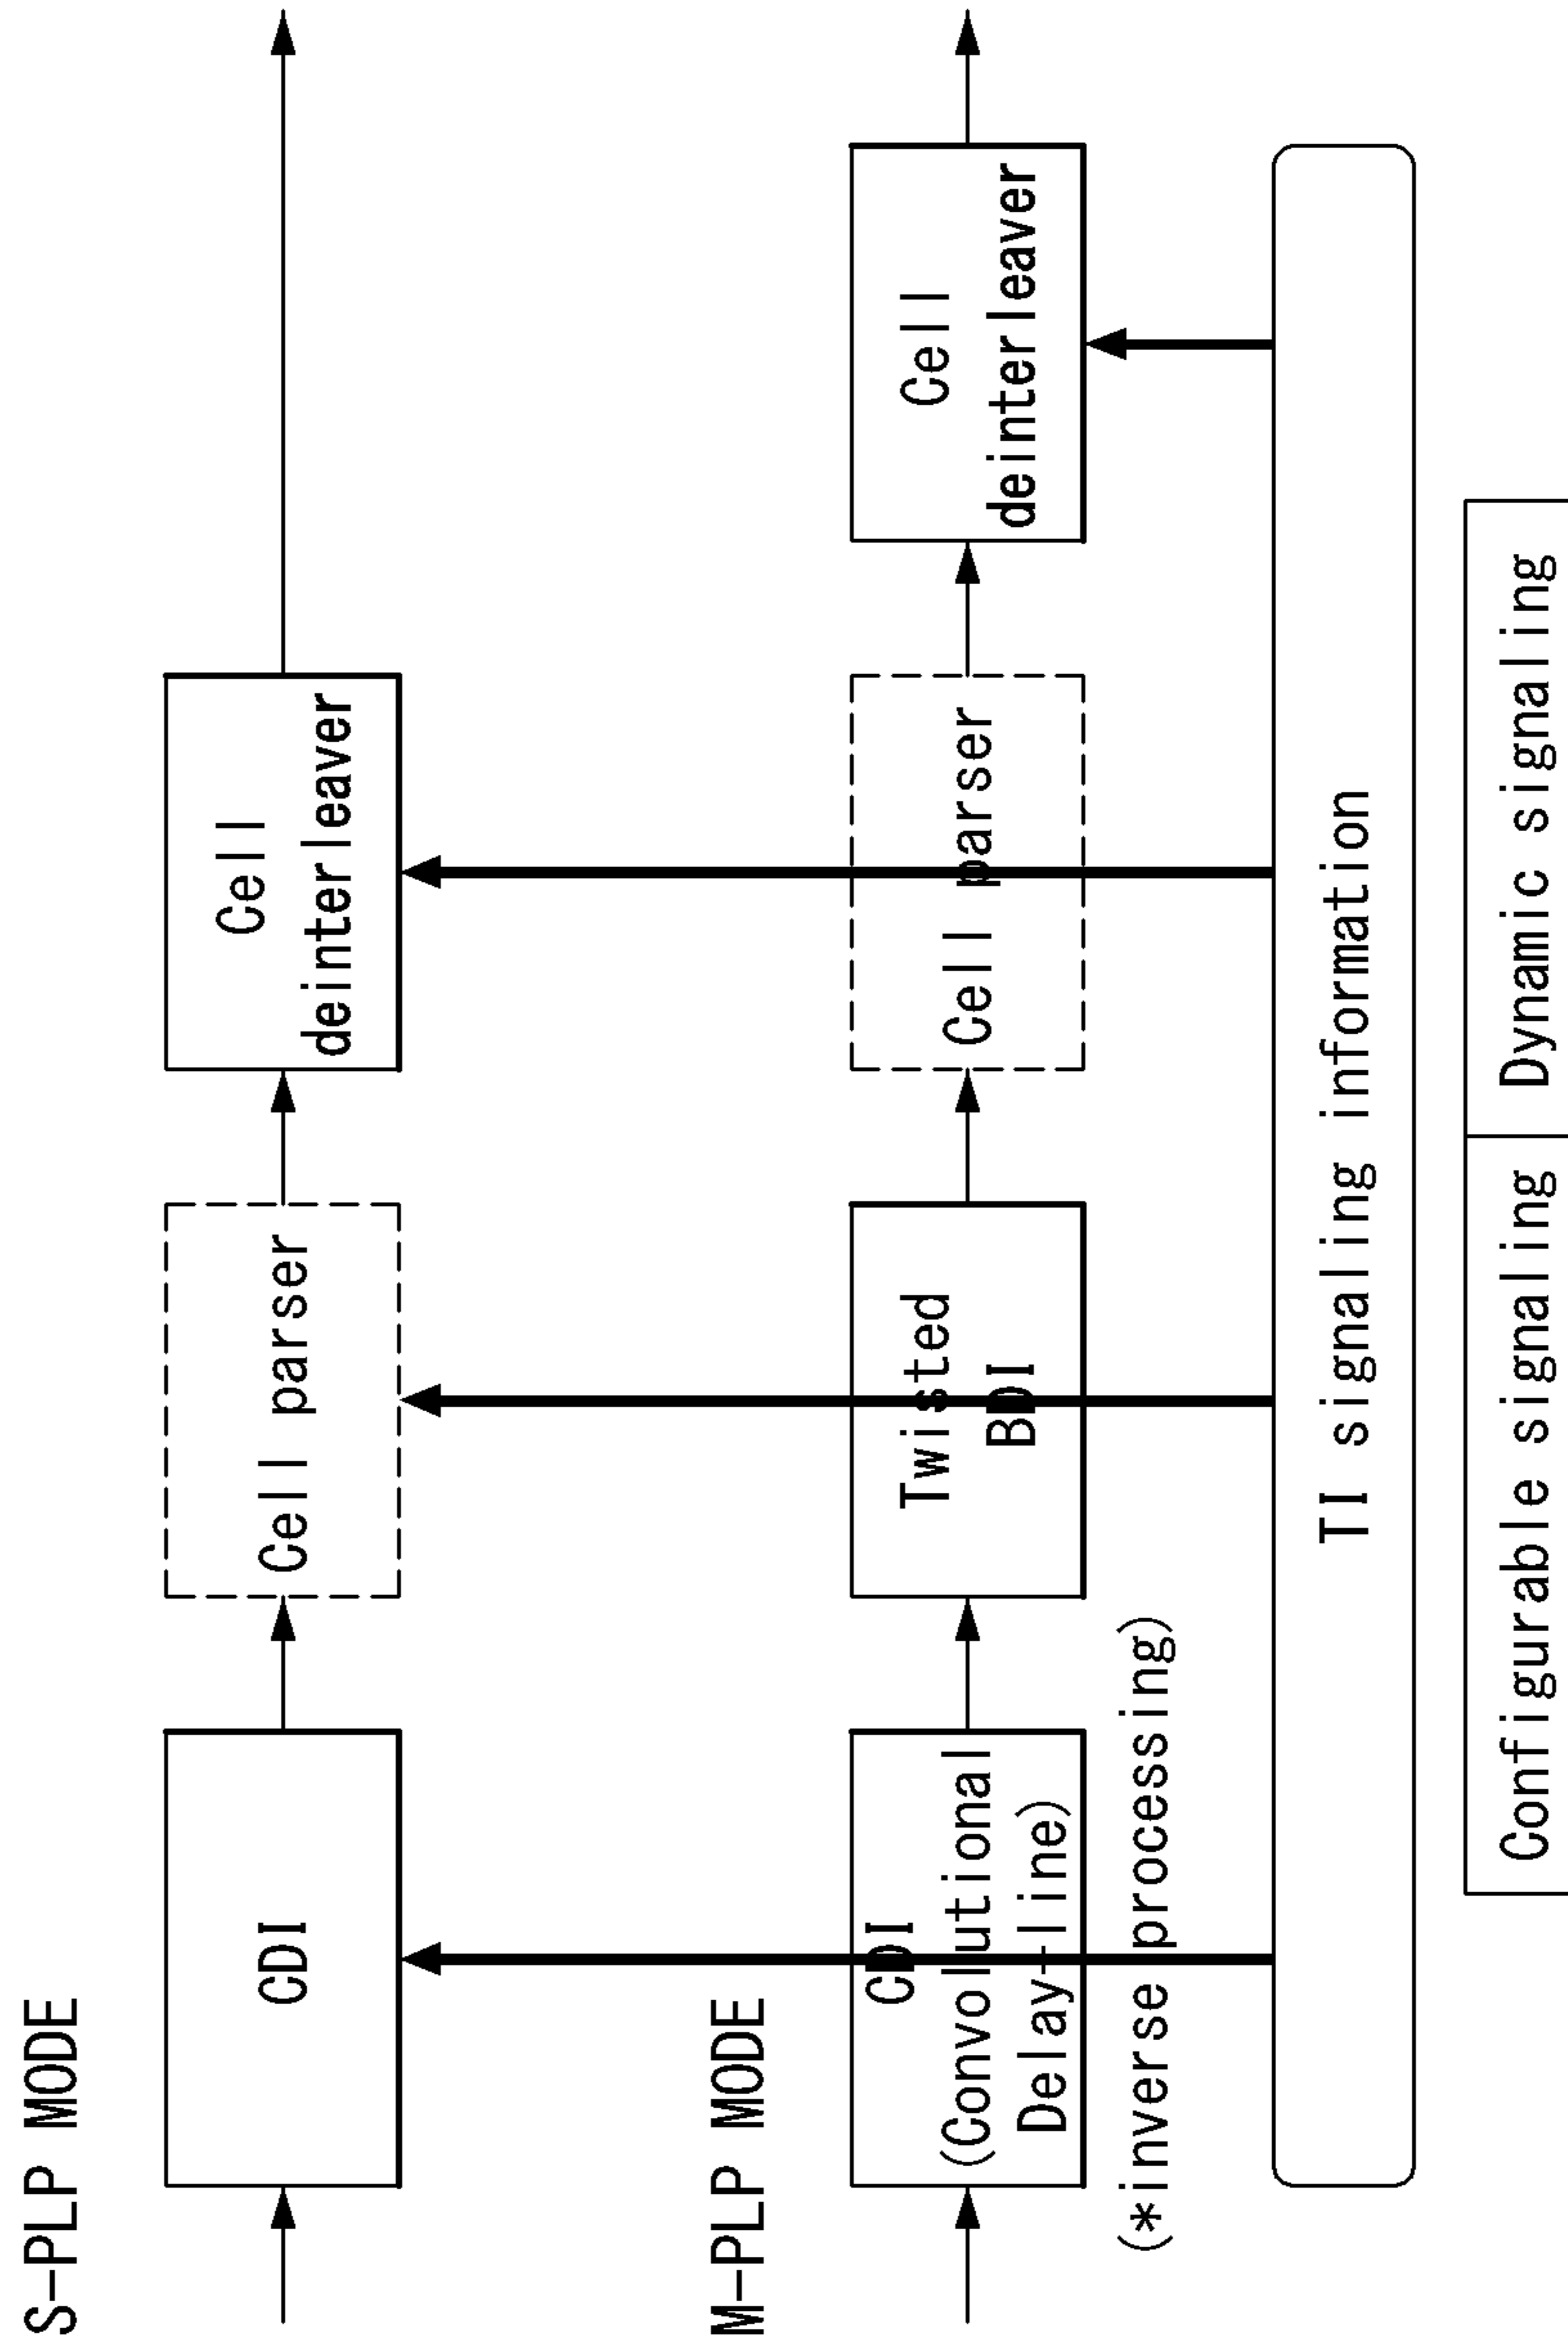 S-PLP MODE
CDI
Cell parser
Cell
deinterleaver
M-PLP MODE
CDI
(Convolutional
Delay-line)
(*inverse processing)
Twisted
BDI
Cell parser
Cell
deinterleaver
TI signaling information
Configurable signaling
Dynamic signaling